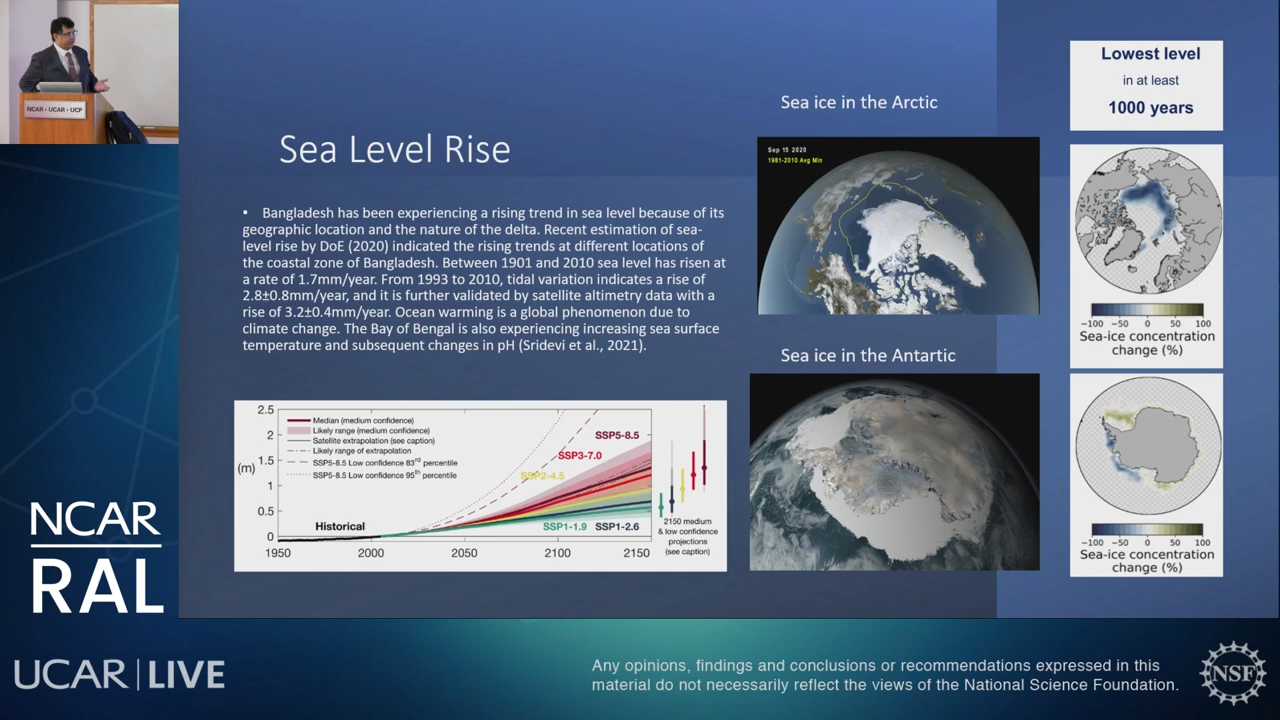 NCAR • UCAR • UCP
Sea Level Rise
• Bangladesh has been experiencing a rising trend in sea level because of its
geographic location and the nature of the delta. Recent estimation of sea-
level rise by DoE (2020) indicated the rising trends at different locations of
the coastal zone of Bangladesh. Between 1901 and 2010 sea level has risen at
a rate of 1.7mm/year. From 1993 to 2010, tidal variation indicates a rise of
2.8±0.8mm/year, and it is further validated by satellite altimetry data with a
rise of 3.2±0.4mm/year. Ocean warming is a global phenomenon due to
climate change. The Bay of Bengal is also experiencing increasing sea surface
temperature and subsequent changes in pH (Sridevi et al., 2021).
2.5
2
(m) 1.5
1
0.5
0
1950 2000 2050 2100 2150
Median (medium confidence)
Likely range (medium confidence)
Satellite extrapolation (see caption)
Likely range of extrapolation
SSP5-8.5 Low confidence 83rd percentile
SSP5-8.5 Low confidence 95th percentile
Historical
SSP5-8.5
SSP3-7.0
SSP2-4.5
SSP1-1.9 SSP1-2.6
2150 medium
& low confidence
projections
(see caption)
Sea ice in the Arctic
Sep 15 2020
1981-2010 Avg Min
Sea ice in the Antartic
Lowest level
in at least
1000 years
−100 −50 0 50 100
Sea-ice concentration
change (%)
−100 −50 0 50 100
Sea-ice concentration
change (%)
NCAR
RAL
UCAR | LIVE
Any opinions, findings and conclusions or recommendations expressed in this
material do not necessarily reflect the views of the National Science Foundation.
NSF